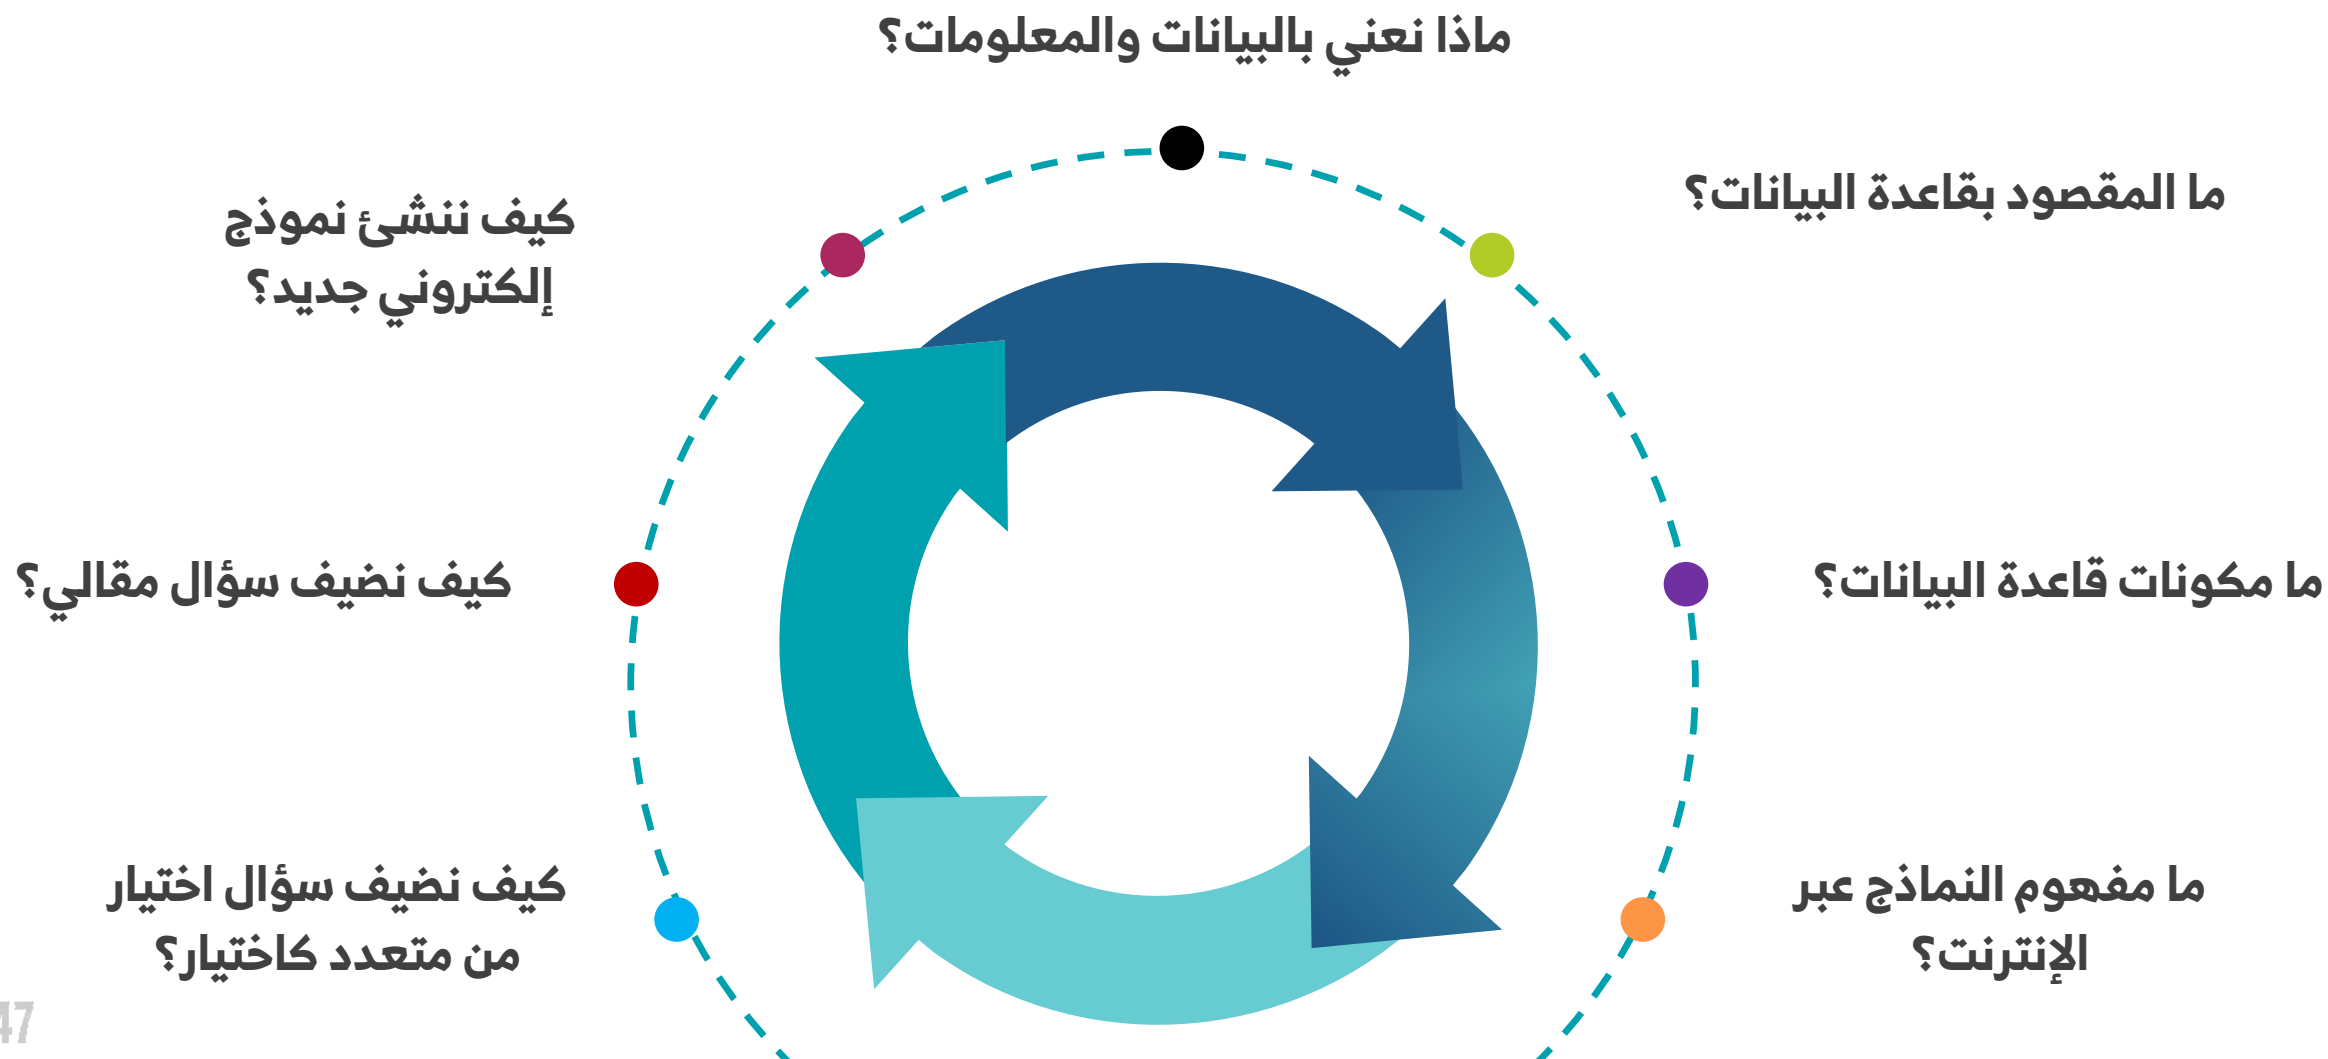 ماذا نعني بالبيانات والمعلومات؟
ما المقصود بقاعدة البيانات؟
ما مكونات قاعدة البيانات؟
ما مفهوم النماذج عبر
الإنترنت؟
كيف نضيف سؤال اختيار
من متعدد كاختيار؟
كيف نضيف سؤال مقالي؟
كيف ننشئ نموذج
إلكتروني جديد؟
47